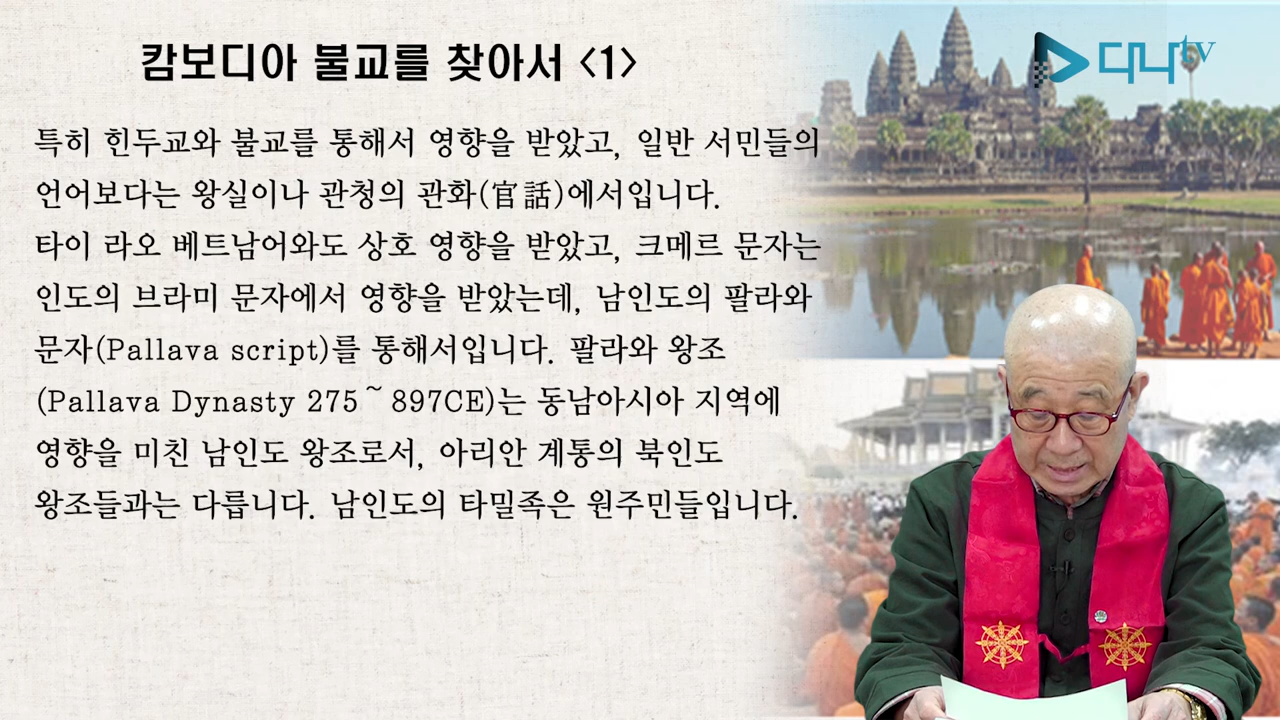 캄보디아 불교를 찾아서 <1>
다나tv
특히 힌두교와 불교를 통해서 영향을 받았고, 일반 서민들의
언어보다는 왕실이나 관청의 관화(官話)에서입니다.
타이 라오 베트남어와도 상호 영향을 받았고, 크메르 문자는
인도의 브라미 문자에서 영향을 받았는데, 남인도의 팔라와
문자(Pallava script)를 통해서입니다. 팔라와 왕조
(Pallava Dynasty 275~897CE)는 동남아시아 지역에
영향을 미친 남인도 왕조로서, 아리안 계통의 북인도
왕조들과는 다릅니다. 남인도의 타밀족은 원주민들입니다.